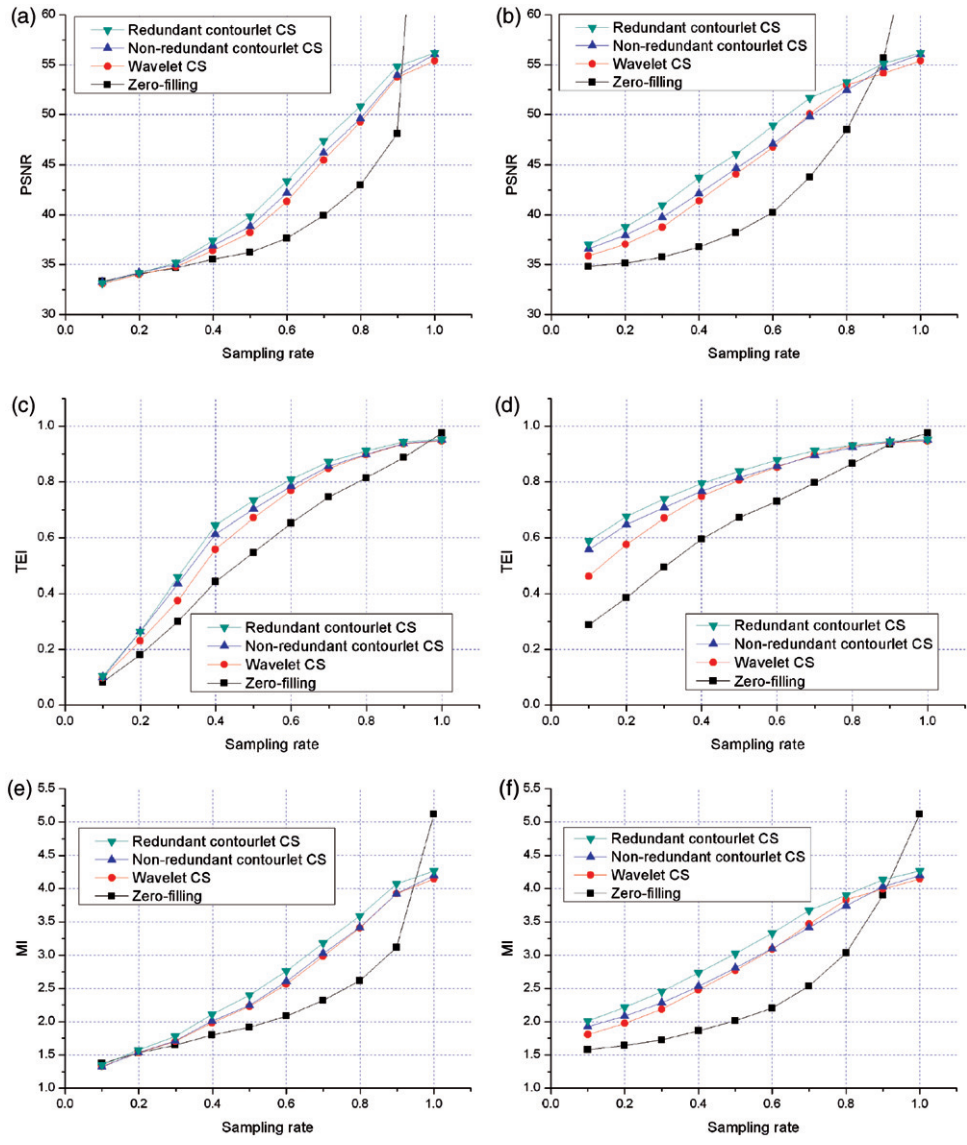 (a)
60
55
50
45
40
35
30
PSNR
Redundant contourlet CS
Non-redundant contourlet CS
Wavelet CS
Zero-filling
0.0 0.2 0.4 0.6 0.8 1.0
Sampling rate
(b)
60
55
50
45
40
35
30
PSNR
Redundant contourlet CS
Non-redundant contourlet CS
Wavelet CS
Zero-filling
0.0 0.2 0.4 0.6 0.8 1.0
Sampling rate
(c)
1.0
0.8
0.6
0.4
0.2
0.0
TEI
Redundant contourlet CS
Non-redundant contourlet CS
Wavelet CS
Zero-filling
0.0 0.2 0.4 0.6 0.8 1.0
Sampling rate
(d)
1.0
0.8
0.6
0.4
0.2
0.0
TEI
Redundant contourlet CS
Non-redundant contourlet CS
Wavelet CS
Zero-filling
0.0 0.2 0.4 0.6 0.8 1.0
Sampling rate
(e)
5.5
5.0
4.5
4.0
3.5
3.0
2.5
2.0
1.5
1.0
MI
Redundant contourlet CS
Non-redundant contourlet CS
Wavelet CS
Zero-filling
0.0 0.2 0.4 0.6 0.8 1.0
Sampling rate
(f)
5.5
5.0
4.5
4.0
3.5
3.0
2.5
2.0
1.5
1.0
MI
Redundant contourlet CS
Non-redundant contourlet CS
Wavelet CS
Zero-filling
0.0 0.2 0.4 0.6 0.8 1.0
Sampling rate